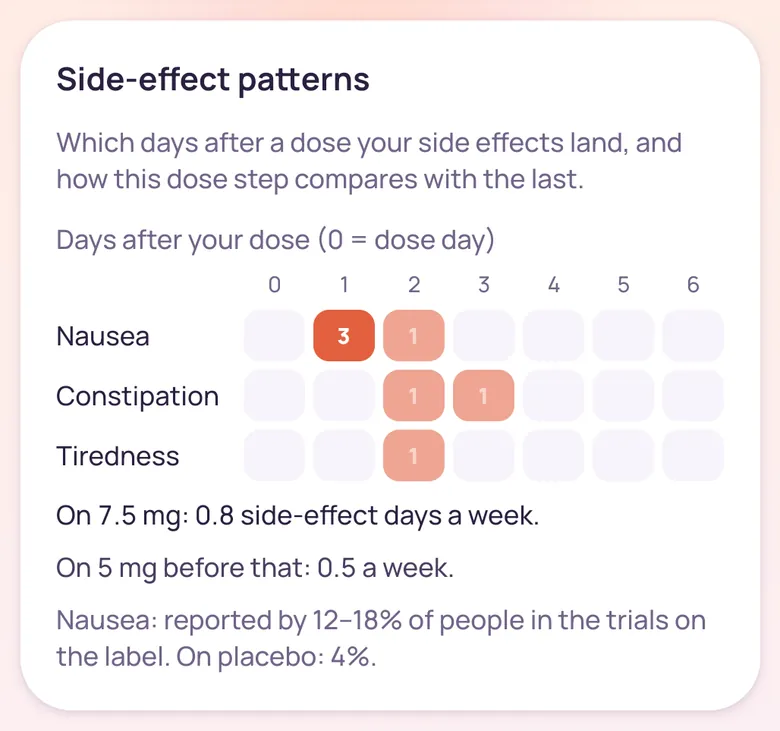 Side-effect patterns
Which days after a dose your side effects land, and
how this dose step compares with the last.
Days after your dose (0 = dose day)
0 1 2 3 4 5 6
Nausea 3 1
Constipation 1 1
Tiredness 1
On 7.5 mg: 0.8 side-effect days a week.
On 5 mg before that: 0.5 a week.
Nausea: reported by 12–18% of people in the trials on
the label. On placebo: 4%.